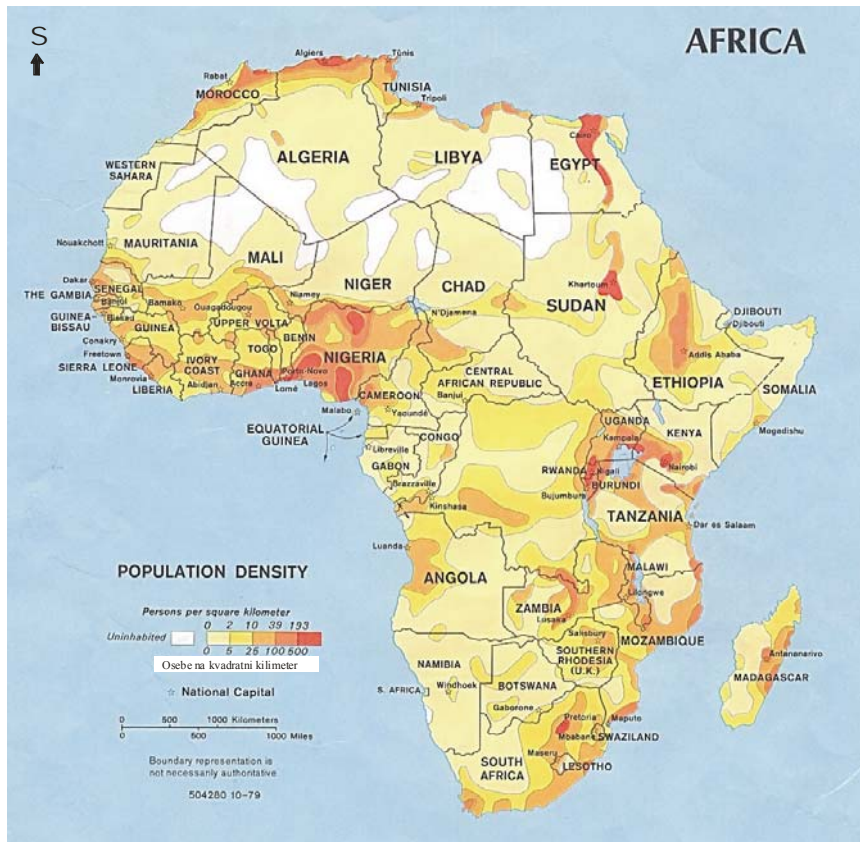 S
AFRICA
Algiers
Tūnis
Rabat
MOROCCO
TUNISIA
Tripoli
Cairo
ALGERIA
LIBYA
EGYPT
WESTERN
SAHARA
Nouakchott
MAURITANIA
MALI
NIGER
CHAD
SUDAN
Khartoum
Dakar
SENEGAL
THE GAMBIA
Banjul
Bamako
Niamey
Ouagadougou
N'Djamena
DJIBOUTI
Djibouti
GUINEA-
BISSAU
Bissau
GUINEA
UPPER VOLTA
BENIN
NIGERIA
Conakry
Freetown
SIERRA LEONE
IVORY
COAST
TOGO
GHANA
Porto-Novo
Addis Ababa
ETHIOPIA
Monrovia
LIBERIA
Abidjan
Accra
Lomé
Lagos
CENTRAL
AFRICAN REPUBLIC
Banjui
SOMALIA
CAMEROON
Malabo
Yaoundé
EQUATORIAL
GUINEA
UGANDA
Kampala
KENYA
Mogadishu
CONGO
Libreville
GABON
RWANDA
Kigali
Nairobi
BURUNDI
Brazzaville
Bujumbura
Kinshasa
TANZANIA
Dar es Salaam
Luanda
ANGOLA
MALAWI
Lilongwe
ZAMBIA
Lusaka
Salisbury
SOUTHERN
RHODESIA
(U.K.)
MOZAMBIQUE
Antananarivo
MADAGASCAR
NAMIBIA
S. AFRICA
Windhoek
BOTSWANA
Gaborone
Pretoria
Maputo
Mbabane
SWAZILAND
Maseru
LESOTHO
SOUTH
AFRICA
POPULATION DENSITY
Persons per square kilometer
0 2 10 39 193
Uninhabited
0 5 25 100 500
Osebe na kvadratni kilimeter
National Capital
0 500 1000 Kilometers
0 500 1000 Miles
Boundary representation is
not necessarily authoritative
504280 10-79